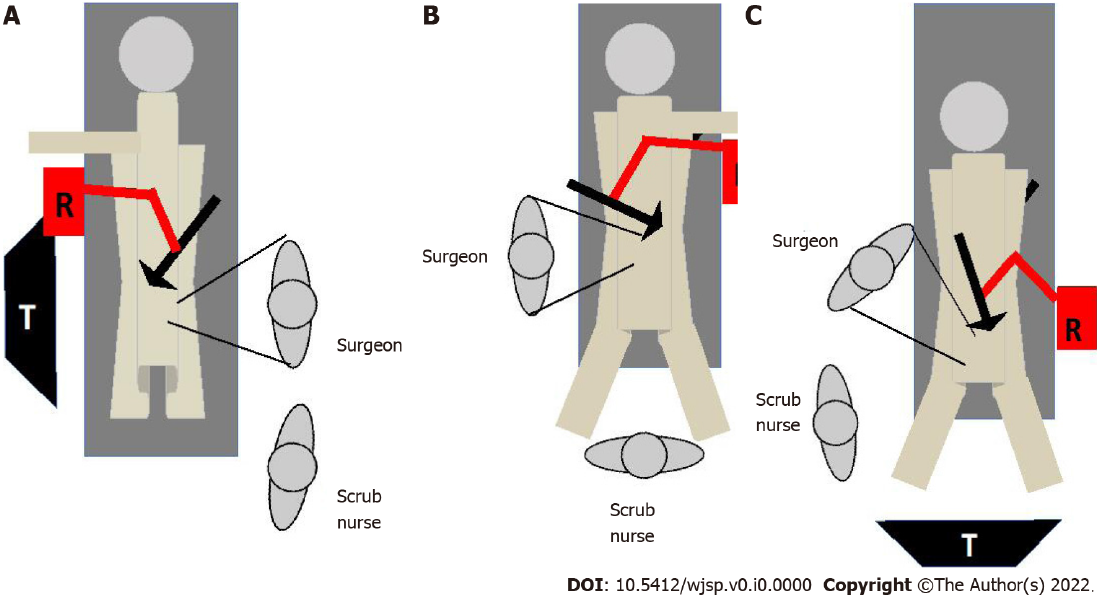 A
R
T
Surgeon
Scrub
nurse
B
Surgeon
Scrub
nurse
C
Surgeon
R
Scrub
nurse
T
DOI: 10.5412/wjsp.v0.i0.0000 Copyright ©The Author(s) 2022.